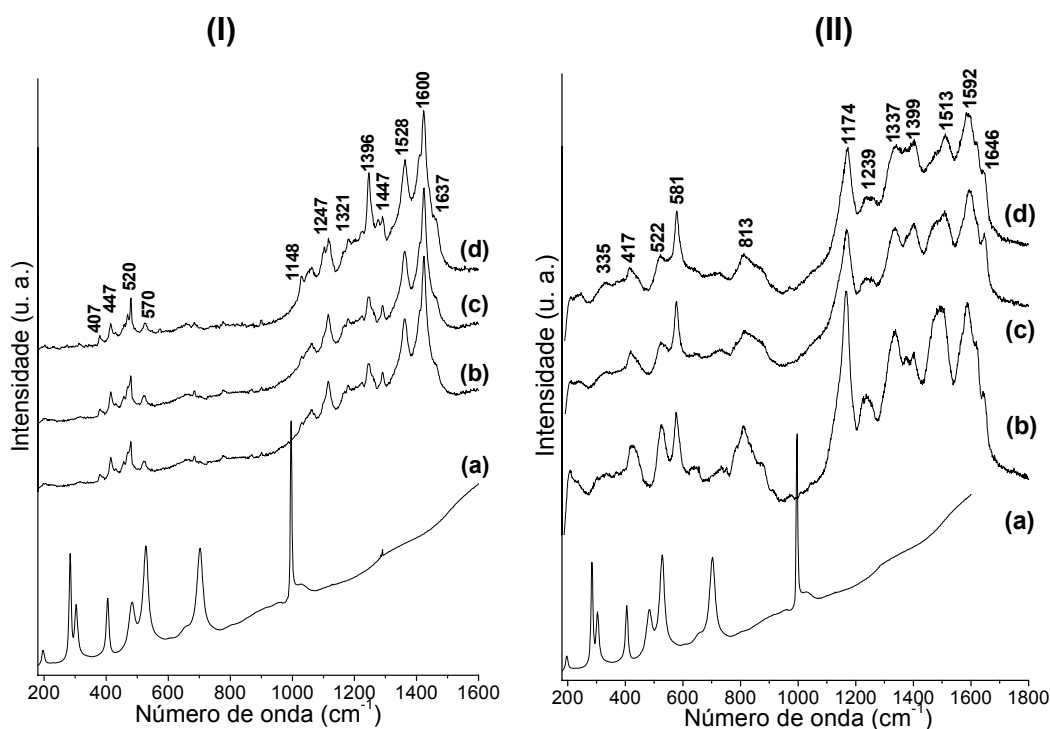 (I)
Intensidade (u. a.)
407
447
520
570
1148
1247
1321
1396
1447
1528
1600
1637
(d)
(c)
(b)
(a)
200 400 600 800 1000 1200 1400 1600
Número de onda (cm⁻¹)
(II)
Intensidade (u. a.)
335
417
522
581
813
1174
1239
1337
1399
1513
1592
1646
(d)
(c)
(b)
(a)
200 400 600 800 1000 1200 1400 1600 1800
Número de onda (cm⁻¹)